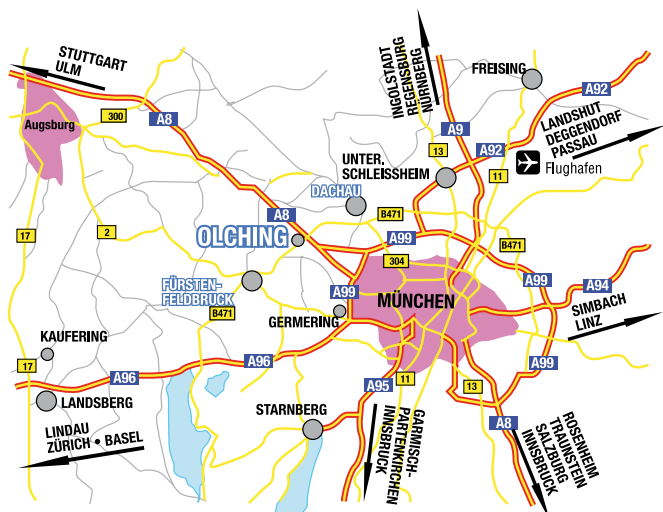 STUTTGART
ULM
INGOLSTADT
REGENSBURG
NÜRNBERG
FREISING
A92
Augsburg
300
A8
A9
13
A92
LANDSHUT
DEGGENDORF
PASSAU
Flughafen
UNTER.
SCHLEISSHEIM
11
DACHAU
17
2
A8
B471
OLCHING
A99
B471
304
FÜRSTEN-
FELDBRUCK
A99
A99
A94
MÜNCHEN
SIMBACH
LINZ
B471
GERMERING
KAUFERING
17
A96
A96
A99
A95
11
13
LANDSBERG
STARNBERG
A8
LINDAU
ZÜRICH • BASEL
GARMISCH-
PARTENKIRCHEN
INNSBRUCK
ROSENHEIM
TRAUNSTEIN
SALZBURG
INNSBRUCK